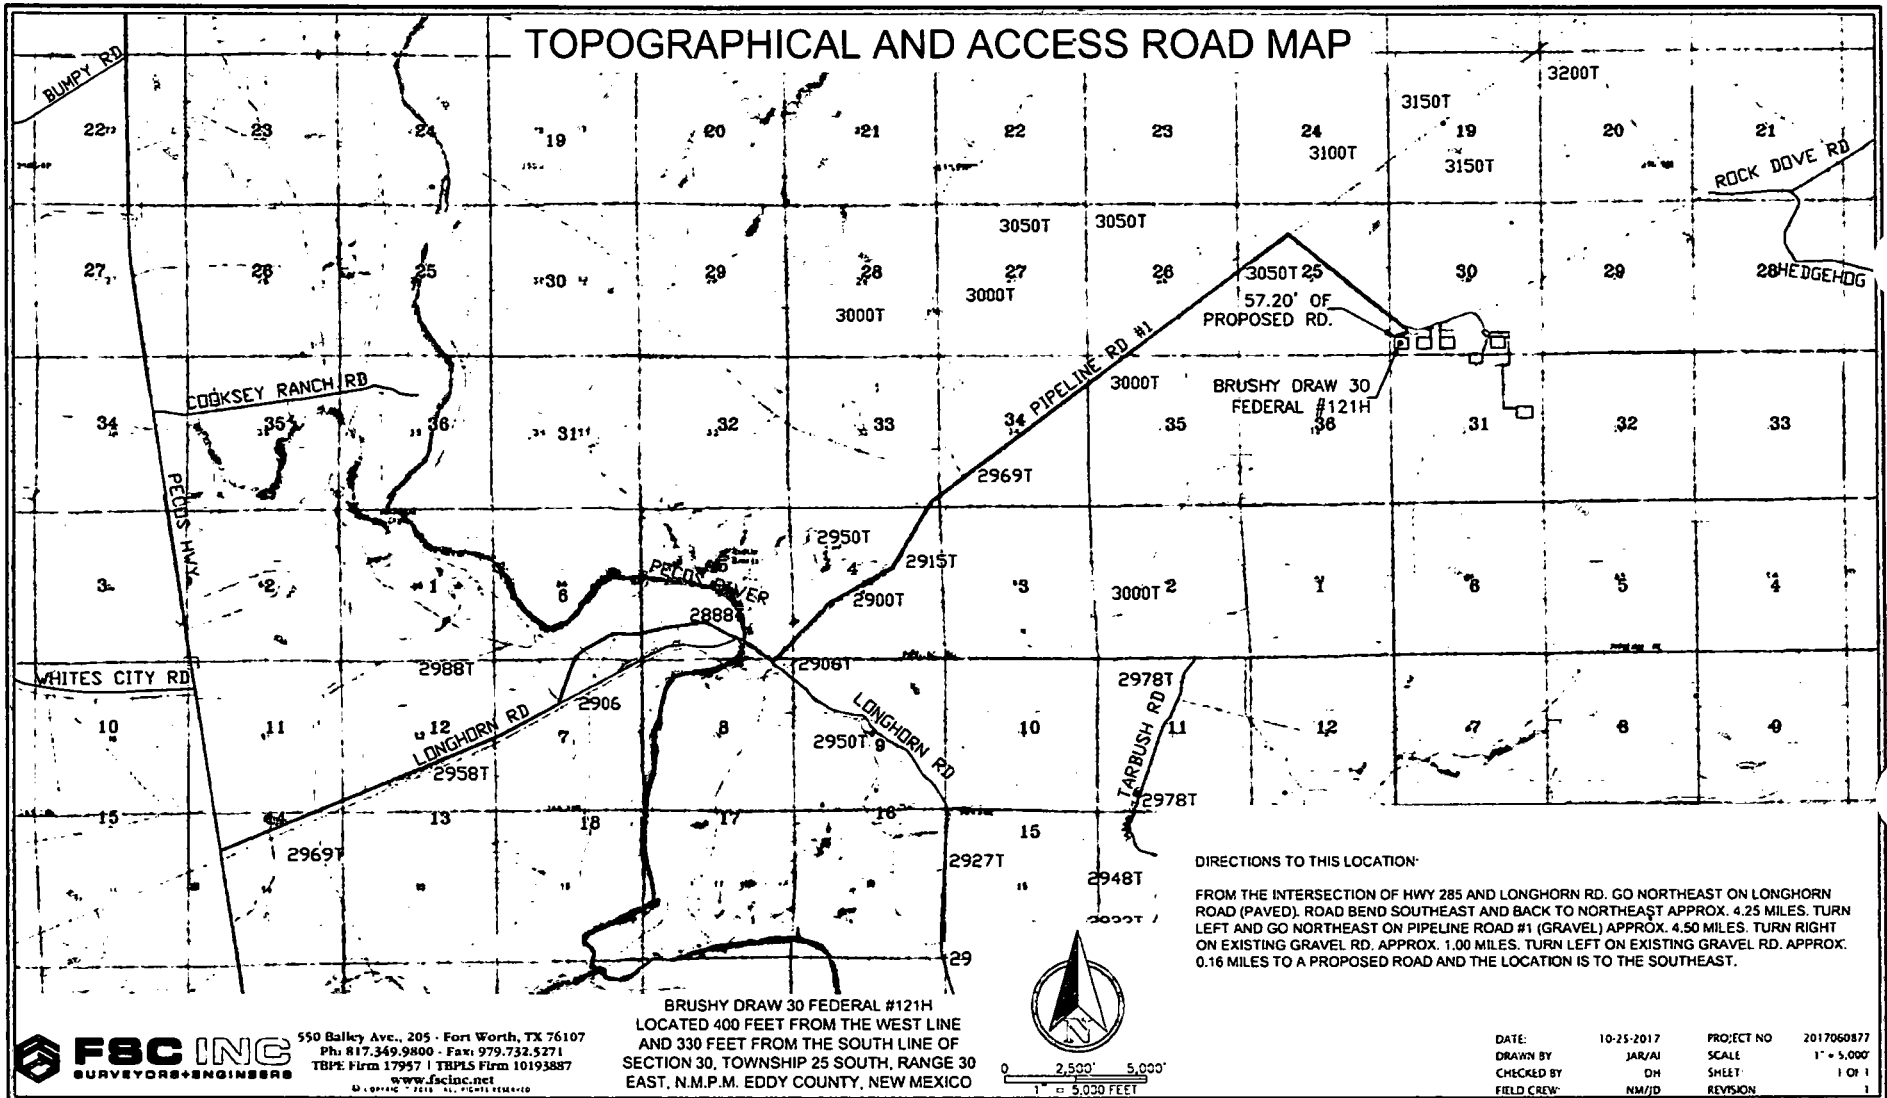 TOPOGRAPHICAL AND ACCESS ROAD MAP
BUMPY RD
3200T
3150T
22 23 24 19 20 21 22 23 24 19 20 21
3100T 3150T
ROCK DOVE RD
3050T 3050T
27 26 25 30 29 28 27 26 3050T 25 30 29 28 HEDGEHOG
3000T
3000T
57.20' OF
PROPOSED RD.
PIPELINE RD #1
COOKSEY RANCH RD
3000T
BRUSHY DRAW 30
FEDERAL #121H
34 35 36 31 32 33 34 35 36 31 32 33
2969T
PECOS HWY
2950T
2915T
PECOS RIVER
3 2 1 6 4 3 3000T 2 1 6 5 4
2900T
2888T
2988T
2906T
WHITES CITY RD
2978T
2906
LONGHORN RD
LONGHORN RD
TARBUSH RD
10 11 12 7 8 9 10 11 12 7 8 9
2950T
2958T
2978T
15 14 13 18 17 16 15
2969T
2927T
2948T
29
DIRECTIONS TO THIS LOCATION
FROM THE INTERSECTION OF HWY 285 AND LONGHORN RD. GO NORTHEAST ON LONGHORN
ROAD (PAVED). ROAD BEND SOUTHEAST AND BACK TO NORTHEAST APPROX. 4.25 MILES. TURN
LEFT AND GO NORTHEAST ON PIPELINE ROAD #1 (GRAVEL) APPROX. 4.50 MILES. TURN RIGHT
ON EXISTING GRAVEL RD. APPROX. 1.00 MILES. TURN LEFT ON EXISTING GRAVEL RD. APPROX.
0.16 MILES TO A PROPOSED ROAD AND THE LOCATION IS TO THE SOUTHEAST.
N
FSC INC
SURVEYORS+ENGINEERS
550 Bailey Ave., 205 - Fort Worth, TX 76107
Ph: 817.349.9800 - Fax: 979.732.5271
TBPE Firm 17957 | TBPLS Firm 10193887
www.fscinc.net
BRUSHY DRAW 30 FEDERAL #121H
LOCATED 400 FEET FROM THE WEST LINE
AND 330 FEET FROM THE SOUTH LINE OF
SECTION 30, TOWNSHIP 25 SOUTH, RANGE 30
EAST, N.M.P.M. EDDY COUNTY, NEW MEXICO
0 2,500' 5,000'
1" = 5,000 FEET
DATE: 10-25-2017 PROJECT NO 2017060877
DRAWN BY JAR/AI SCALE 1" = 5,000'
CHECKED BY DH SHEET: 1 OF 1
FIELD CREW: NM/JD REVISION 1